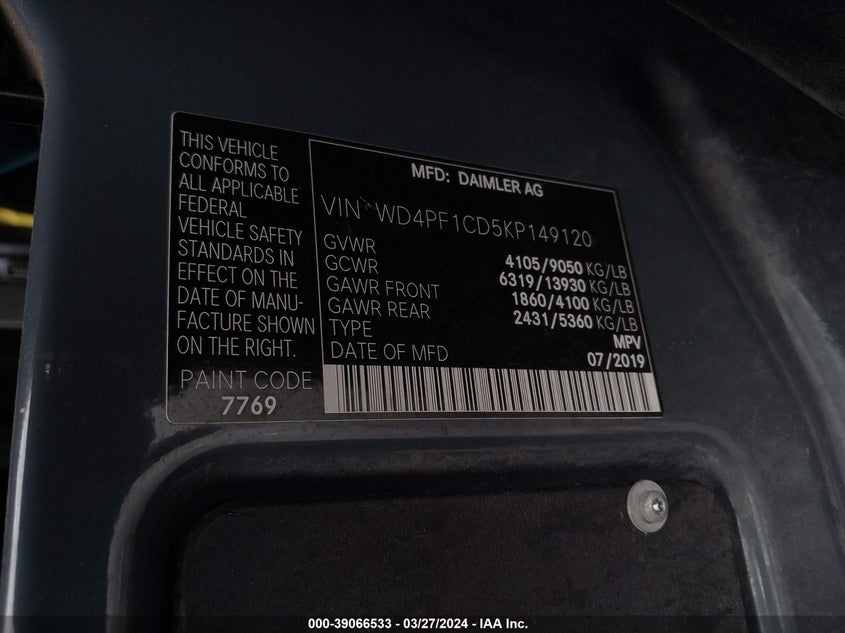 THIS VEHICLE
CONFORMS TO
ALL APPLICABLE
FEDERAL
VEHICLE SAFETY
STANDARDS IN
EFFECT ON THE
DATE OF MANU-
FACTURE SHOWN
ON THE RIGHT.
PAINT CODE
7769
MFD: DAIMLER AG
VIN WD4PF1CD5KP149120
GVWR 4105/9050 KG/LB
GCWR 6319/13930 KG/LB
GAWR FRONT 1860/4100 KG/LB
GAWR REAR 2431/5360 KG/LB
TYPE MPV
DATE OF MFD 07/2019
000-39066533 - 03/27/2024 - IAA Inc.